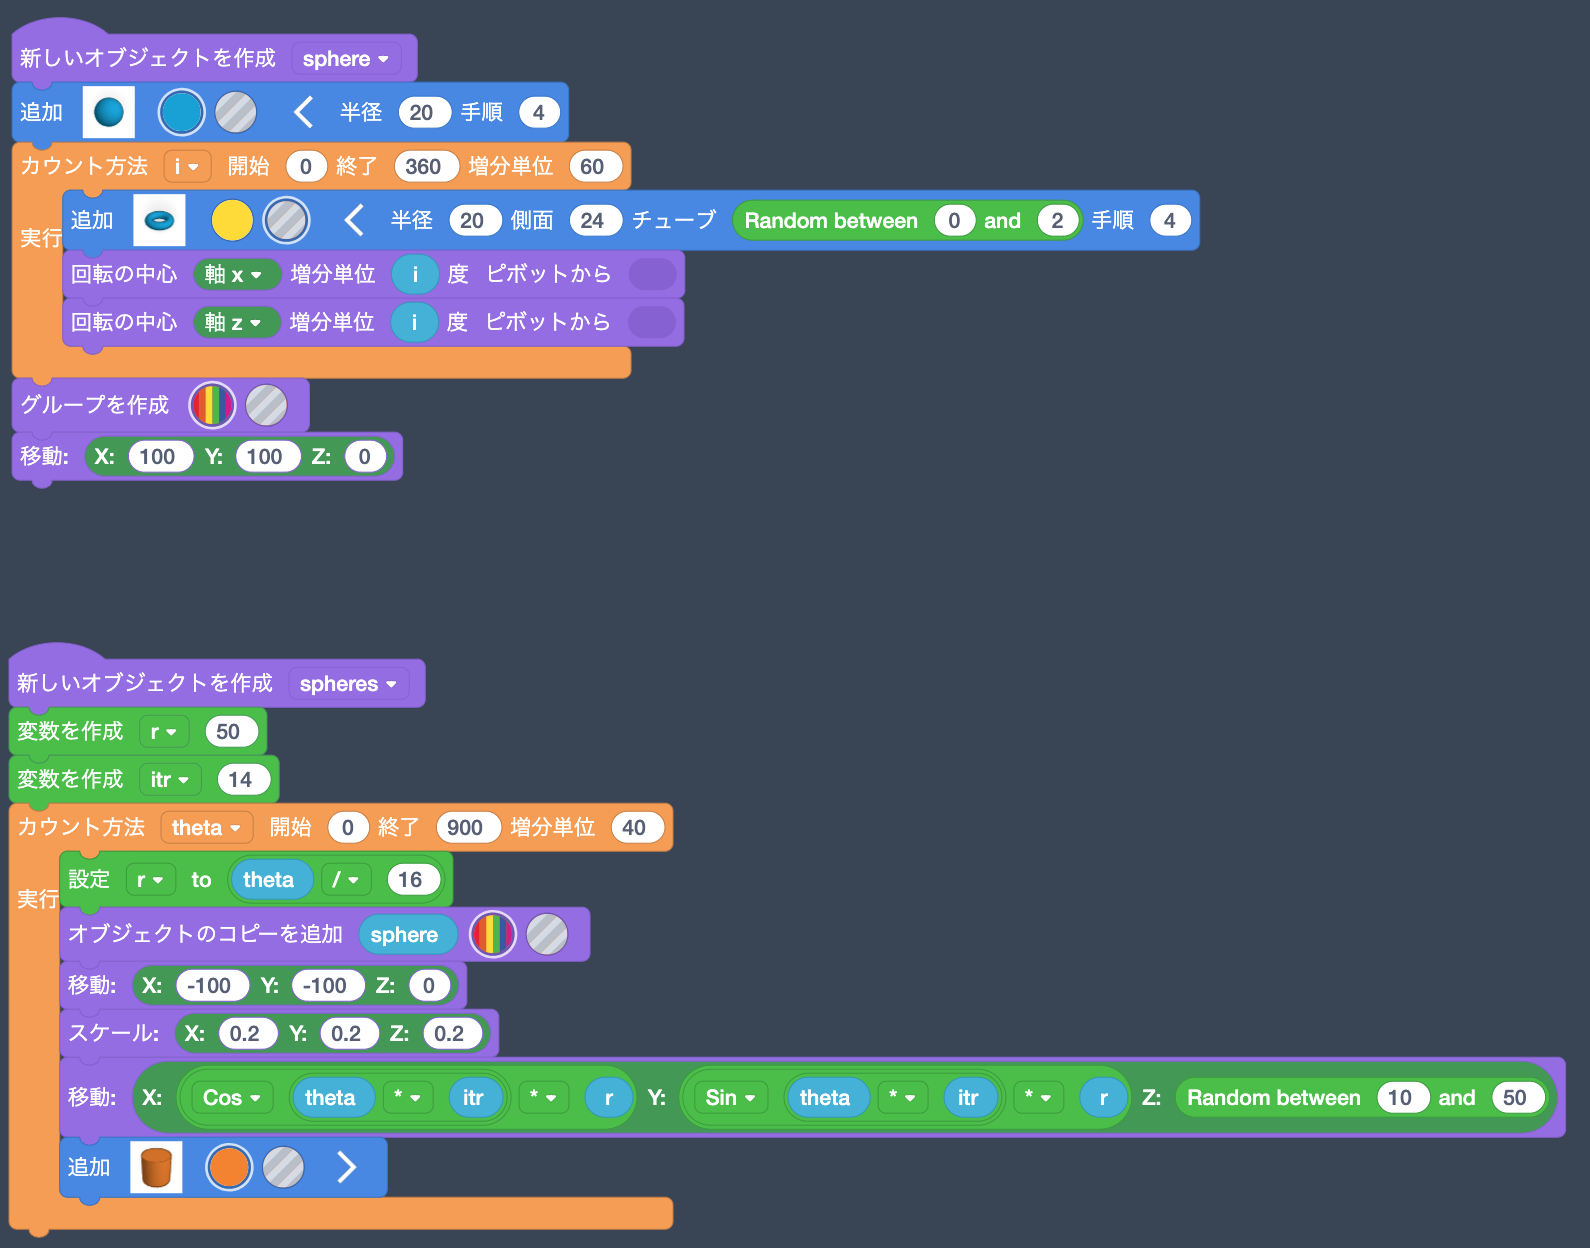 新しいオブジェクトを作成 sphere
追加 半径 20 手順 4
カウント方法 i 開始 0 終了 360 増分単位 60
追加 半径 20 側面 24 チューブ Random between 0 and 2 手順 4
実行
回転の中心 軸 x 増分単位 i 度 ピボットから
回転の中心 軸 z 増分単位 i 度 ピボットから
グループを作成
移動: X: 100 Y: 100 Z: 0
新しいオブジェクトを作成 spheres
変数を作成 r 50
変数を作成 itr 14
カウント方法 theta 開始 0 終了 900 増分単位 40
設定 r to theta / 16
実行
オブジェクトのコピーを追加 sphere
移動: X: -100 Y: -100 Z: 0
スケール: X: 0.2 Y: 0.2 Z: 0.2
移動: X: Cos theta * itr * r Y: Sin theta * itr * r Z: Random between 10 and 50
追加